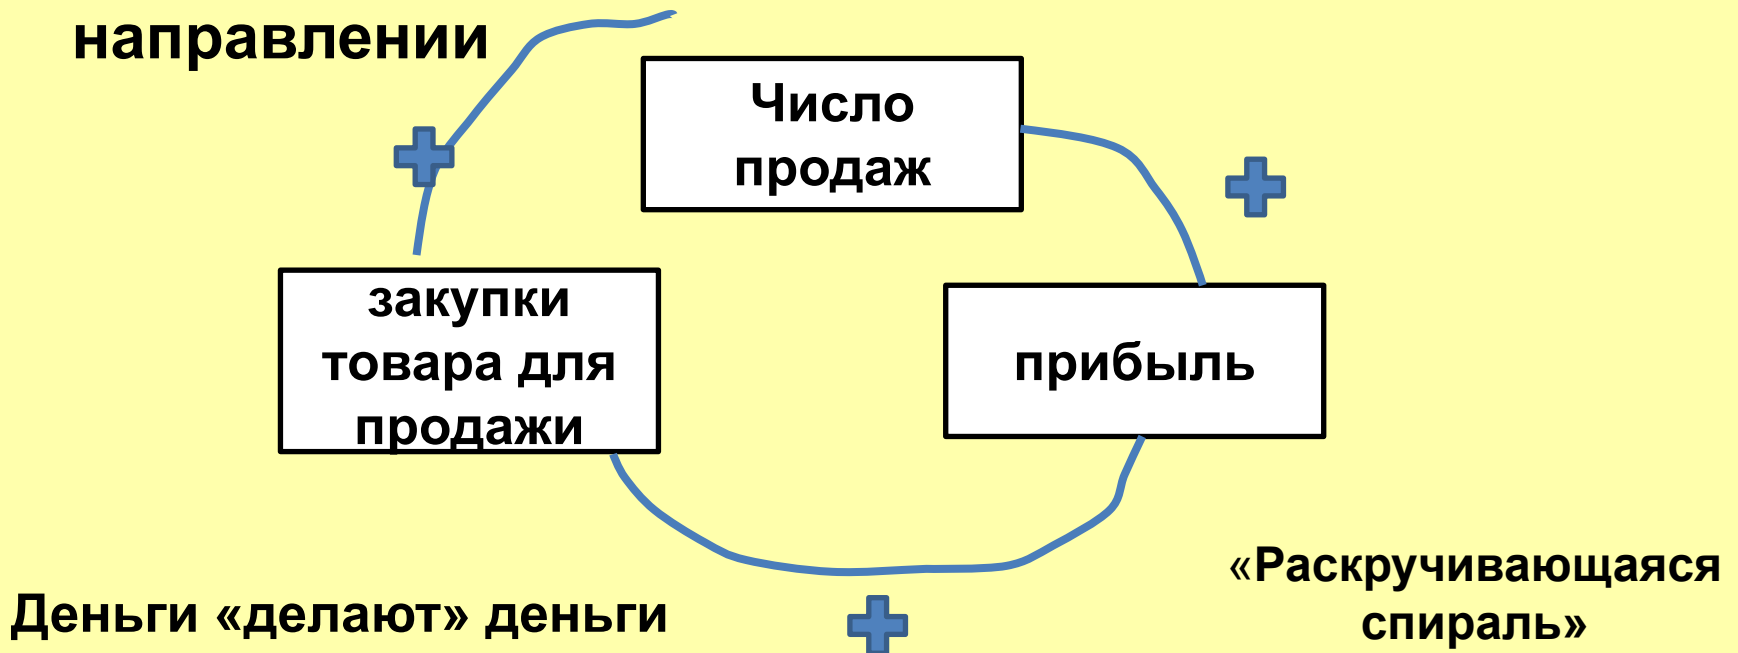 направлении
Число
продаж
закупки
товара для
продажи
прибыль
Деньги «делают» деньги
«Раскручивающаяся
спираль»